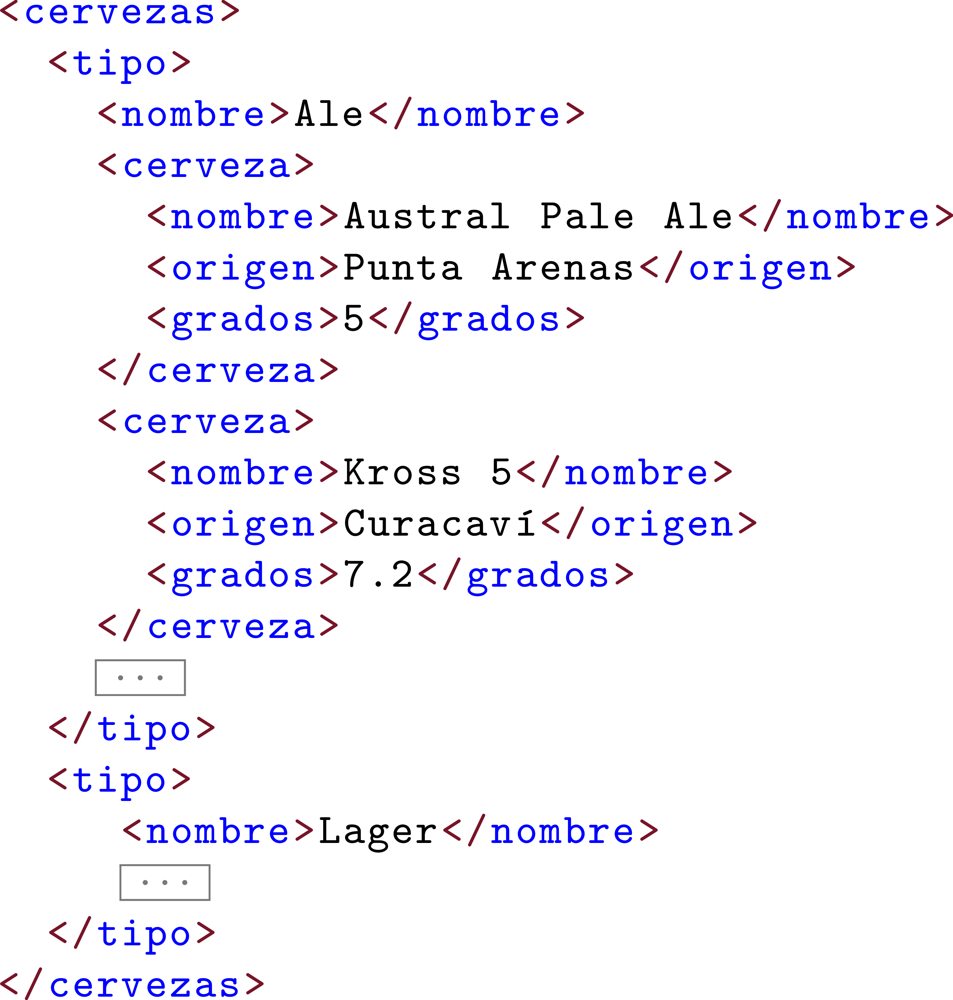 <cervezas>
<tipo>
<nombre>Ale</nombre>
<cerveza>
<nombre>Austral Pale Ale</nombre>
<origen>Punta Arenas</origen>
<grados>5</grados>
</cerveza>
<cerveza>
<nombre>Kross 5</nombre>
<origen>Curacaví</origen>
<grados>7.2</grados>
</cerveza>
...
</tipo>
<tipo>
<nombre>Lager</nombre>
...
</tipo>
</cervezas>